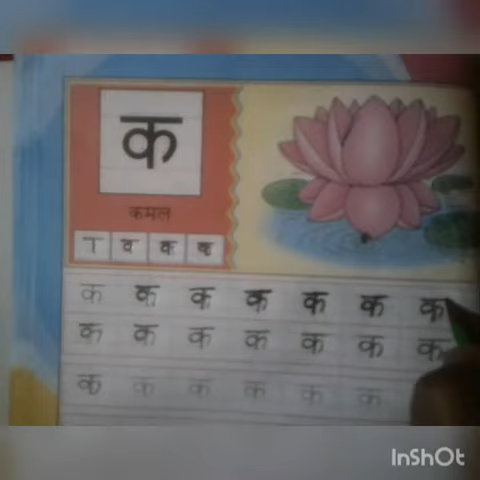 क
कमल
व क क
क क क क क क क
क क क क क क क
क क क क क क
InShOt